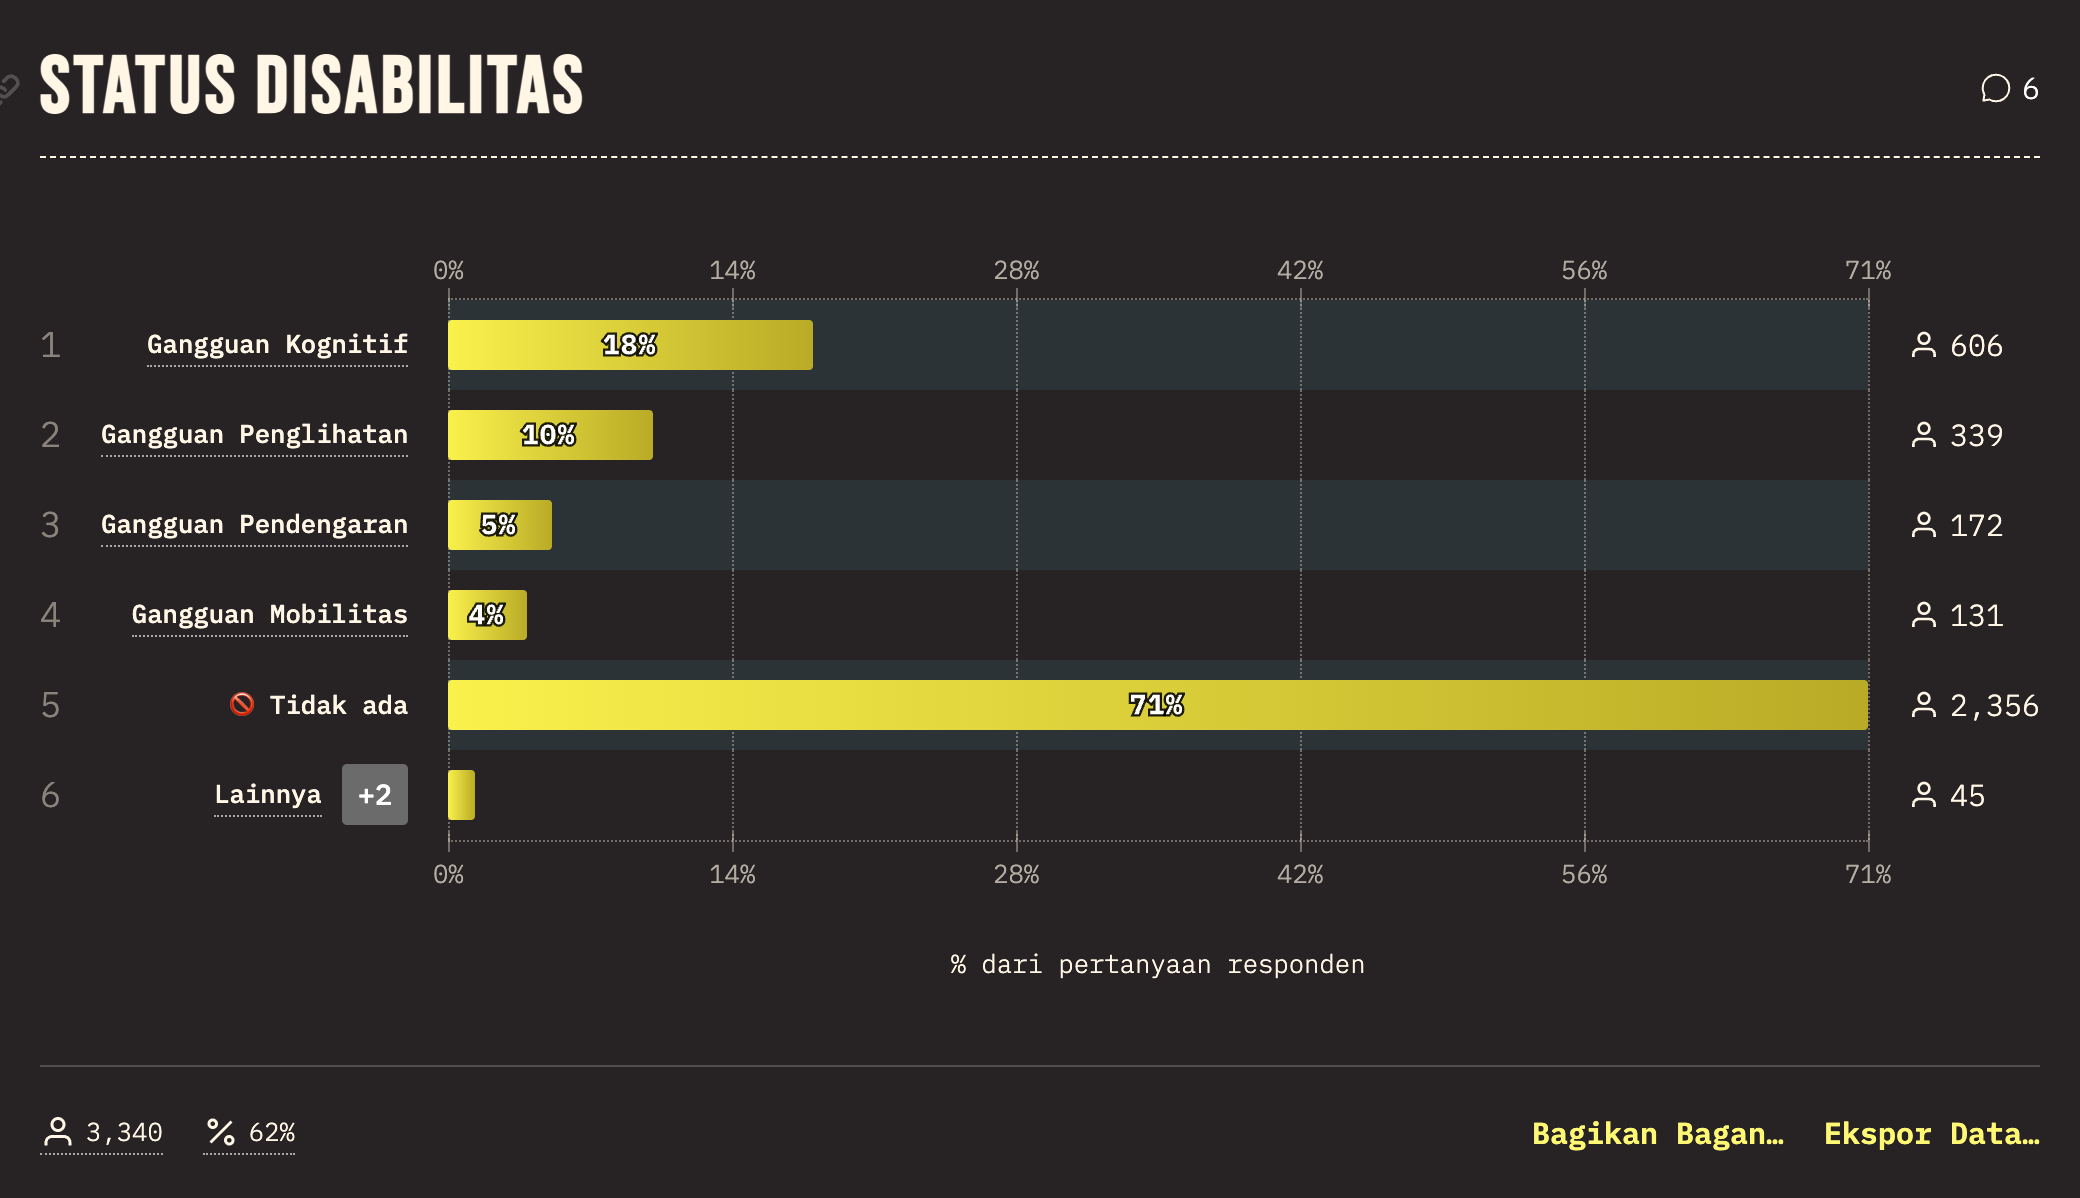 STATUS DISABILITAS
6
0% 14% 28% 42% 56% 71%
1 Gangguan Kognitif 18% 606
2 Gangguan Penglihatan 10% 339
3 Gangguan Pendengaran 5% 172
4 Gangguan Mobilitas 4% 131
5 Tidak ada 71% 2,356
6 Lainnya +2 45
0% 14% 28% 42% 56% 71%
% dari pertanyaan responden
3,340 62% Bagikan Bagan… Ekspor Data…